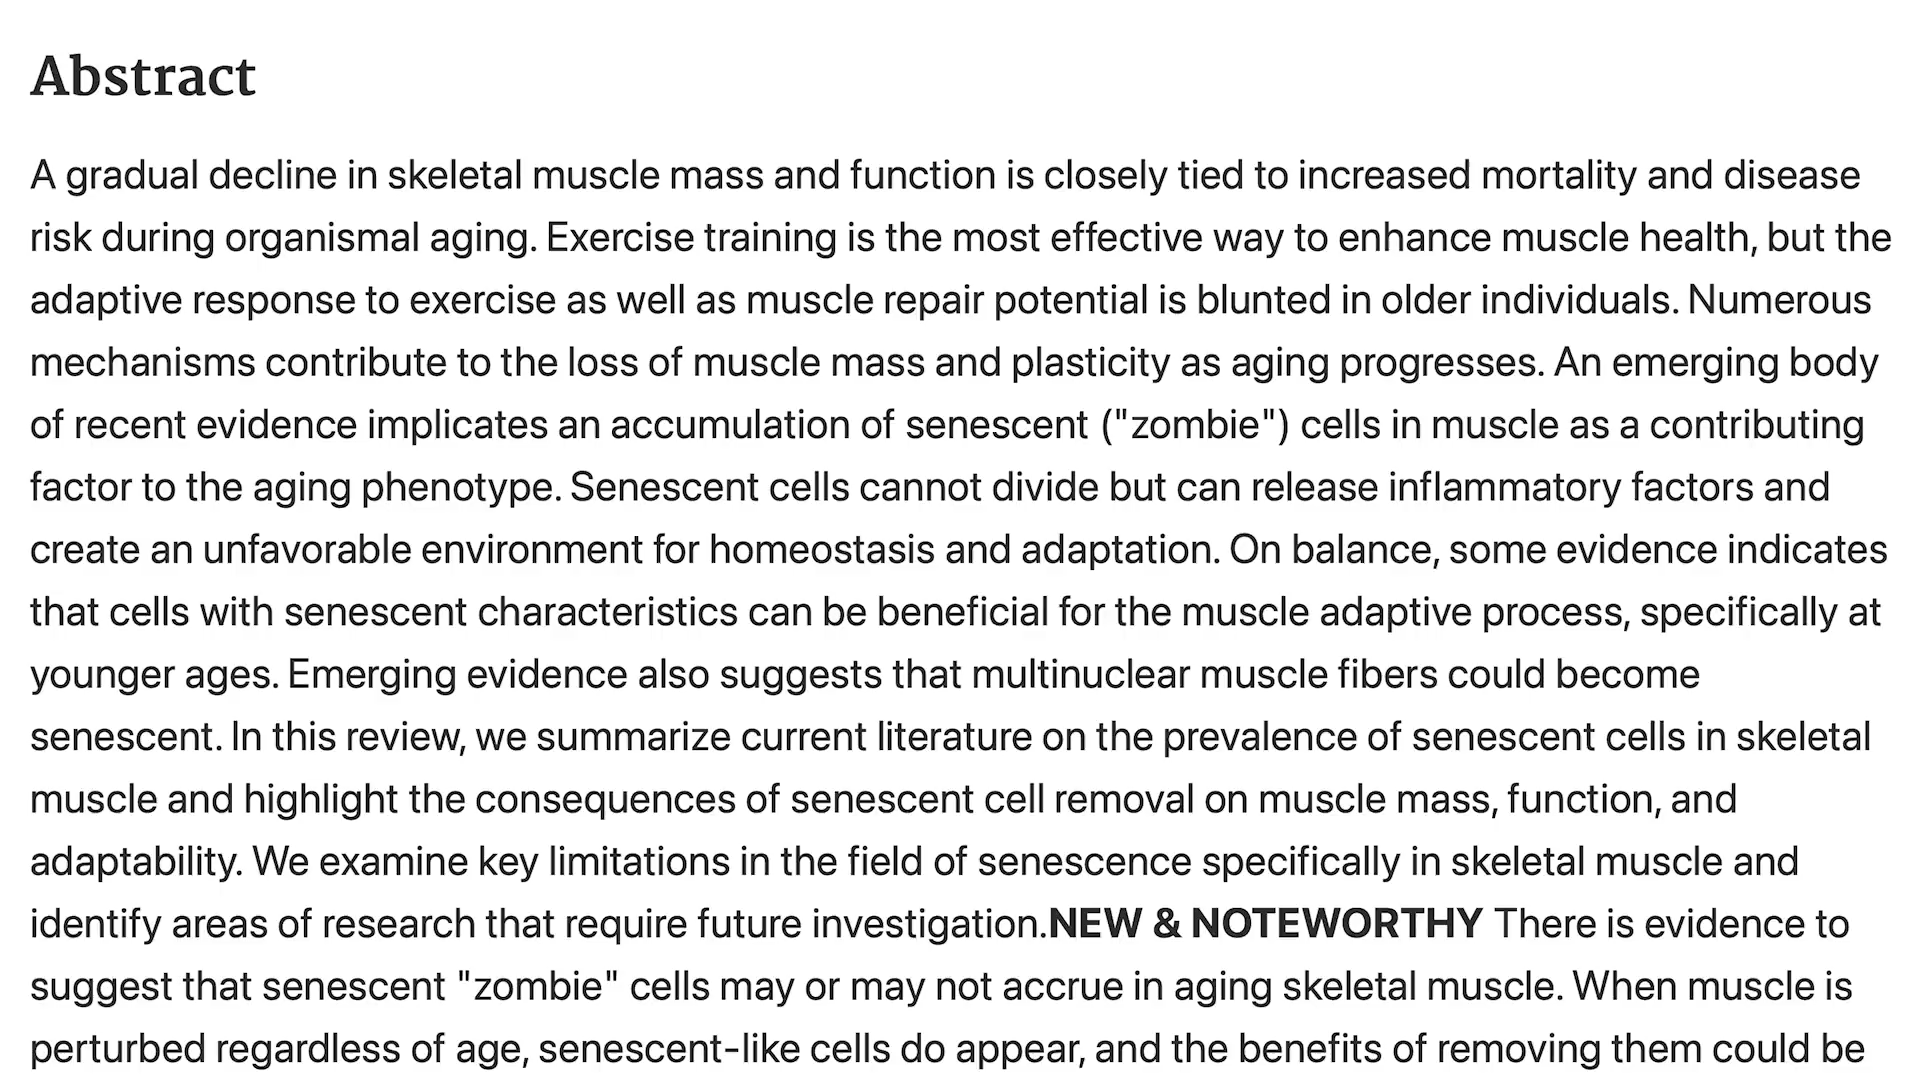 Abstract
A gradual decline in skeletal muscle mass and function is closely tied to increased mortality and disease
risk during organismal aging. Exercise training is the most effective way to enhance muscle health, but the
adaptive response to exercise as well as muscle repair potential is blunted in older individuals. Numerous
mechanisms contribute to the loss of muscle mass and plasticity as aging progresses. An emerging body
of recent evidence implicates an accumulation of senescent ("zombie") cells in muscle as a contributing
factor to the aging phenotype. Senescent cells cannot divide but can release inflammatory factors and
create an unfavorable environment for homeostasis and adaptation. On balance, some evidence indicates
that cells with senescent characteristics can be beneficial for the muscle adaptive process, specifically at
younger ages. Emerging evidence also suggests that multinuclear muscle fibers could become
senescent. In this review, we summarize current literature on the prevalence of senescent cells in skeletal
muscle and highlight the consequences of senescent cell removal on muscle mass, function, and
adaptability. We examine key limitations in the field of senescence specifically in skeletal muscle and
identify areas of research that require future investigation.NEW & NOTEWORTHY There is evidence to
suggest that senescent "zombie" cells may or may not accrue in aging skeletal muscle. When muscle is
perturbed regardless of age, senescent-like cells do appear, and the benefits of removing them could be